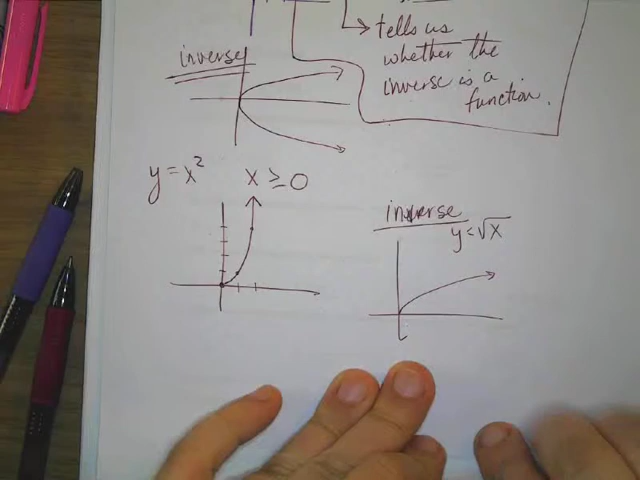 tells us
whether the
inverse is a
function.
inverse
y = x² x ≥ 0
inverse
y = √x